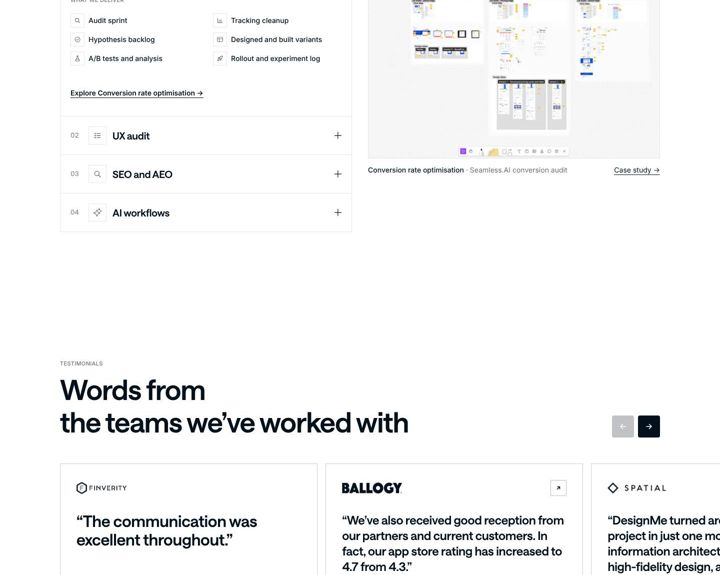 WHAT WE DELIVER
Audit sprint
Tracking cleanup
Hypothesis backlog
Designed and built variants
A/B tests and analysis
Rollout and experiment log
Explore Conversion rate optimisation →
02 UX audit +
03 SEO and AEO +
04 AI workflows +
Conversion rate optimisation · Seamless.AI conversion audit
Case study →
TESTIMONIALS
Words from
the teams we’ve worked with
FINVERITY
“The communication was
excellent throughout.”
BALLOGY
“We’ve also received good reception from
our partners and current customers. In
fact, our app store rating has increased to
4.7 from 4.3.”
SPATIAL
“DesignMe turned
project in just one
information
high-fidelity design,